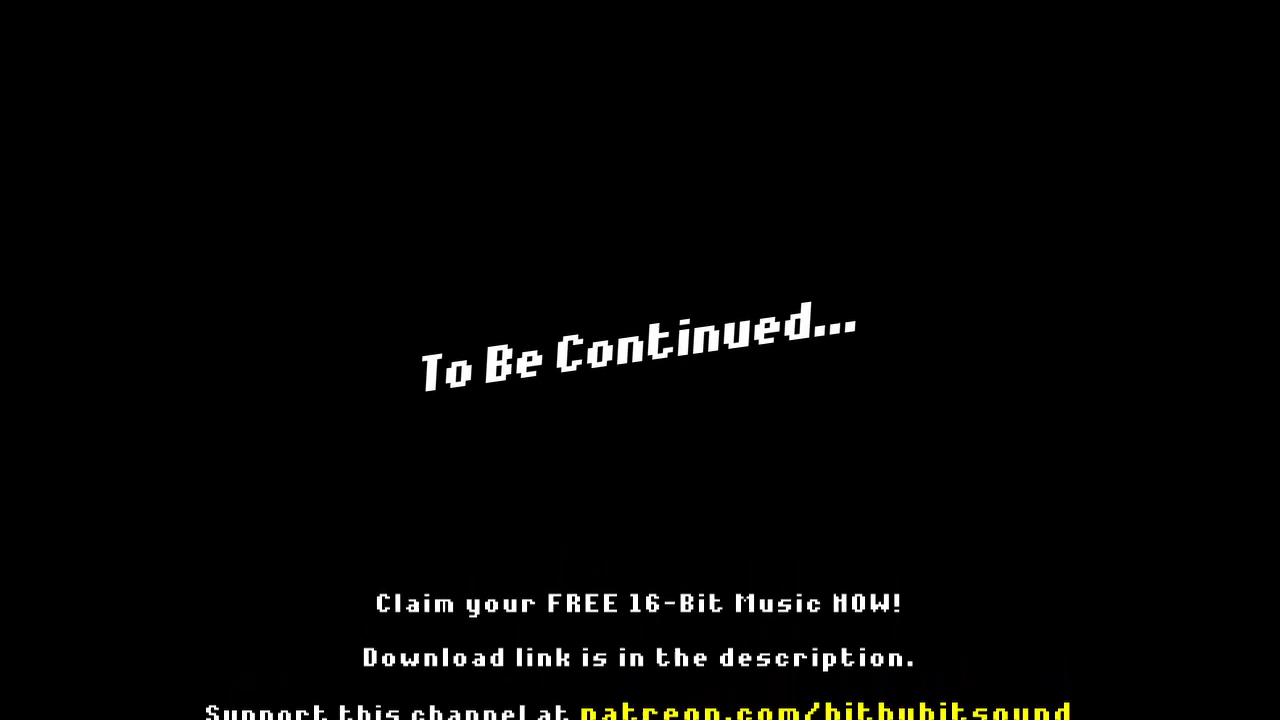 To Be Continued...
Claim your FREE 16-Bit Music NOW!
Download link is in the description.
Support this channel at patreon.com/bitbybitsound